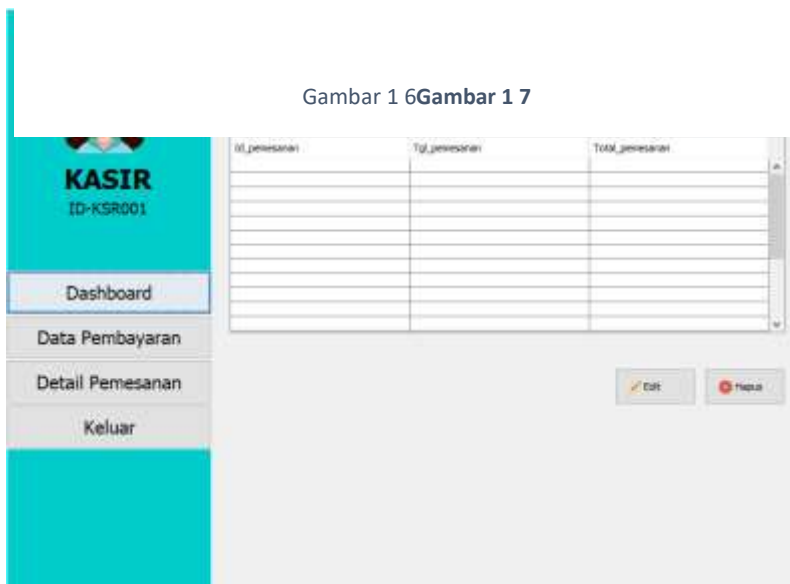 Gambar 1 6Gambar 1 7
Id_pemesanan Tgl_pemesanan Total_pemesanan
KASIR
ID-KSR001
Dashboard
Data Pembayaran
Detail Pemesanan
Keluar
Edit Hapus